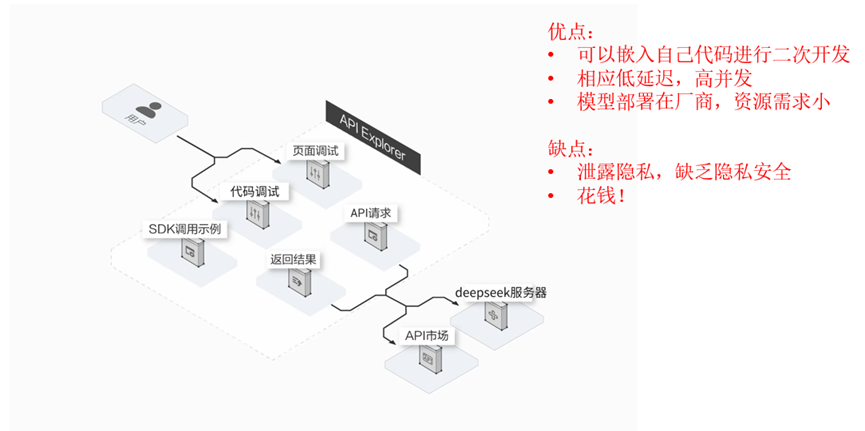 优点：
• 可以嵌入自己代码进行二次开发
• 相应低延迟，高并发
• 模型部署在厂商，资源需求小
缺点：
• 泄露隐私，缺乏隐私安全
• 花钱！
用户
API Explorer
页面调试
代码调试
SDK调用示例
API请求
返回结果
deepseek服务器
API市场